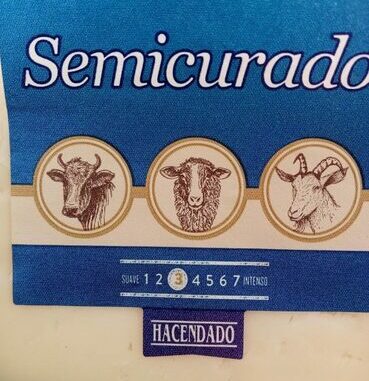 Semicurado
SUAVE 1 2 3 4 5 6 7 INTENSO
HACENDADO